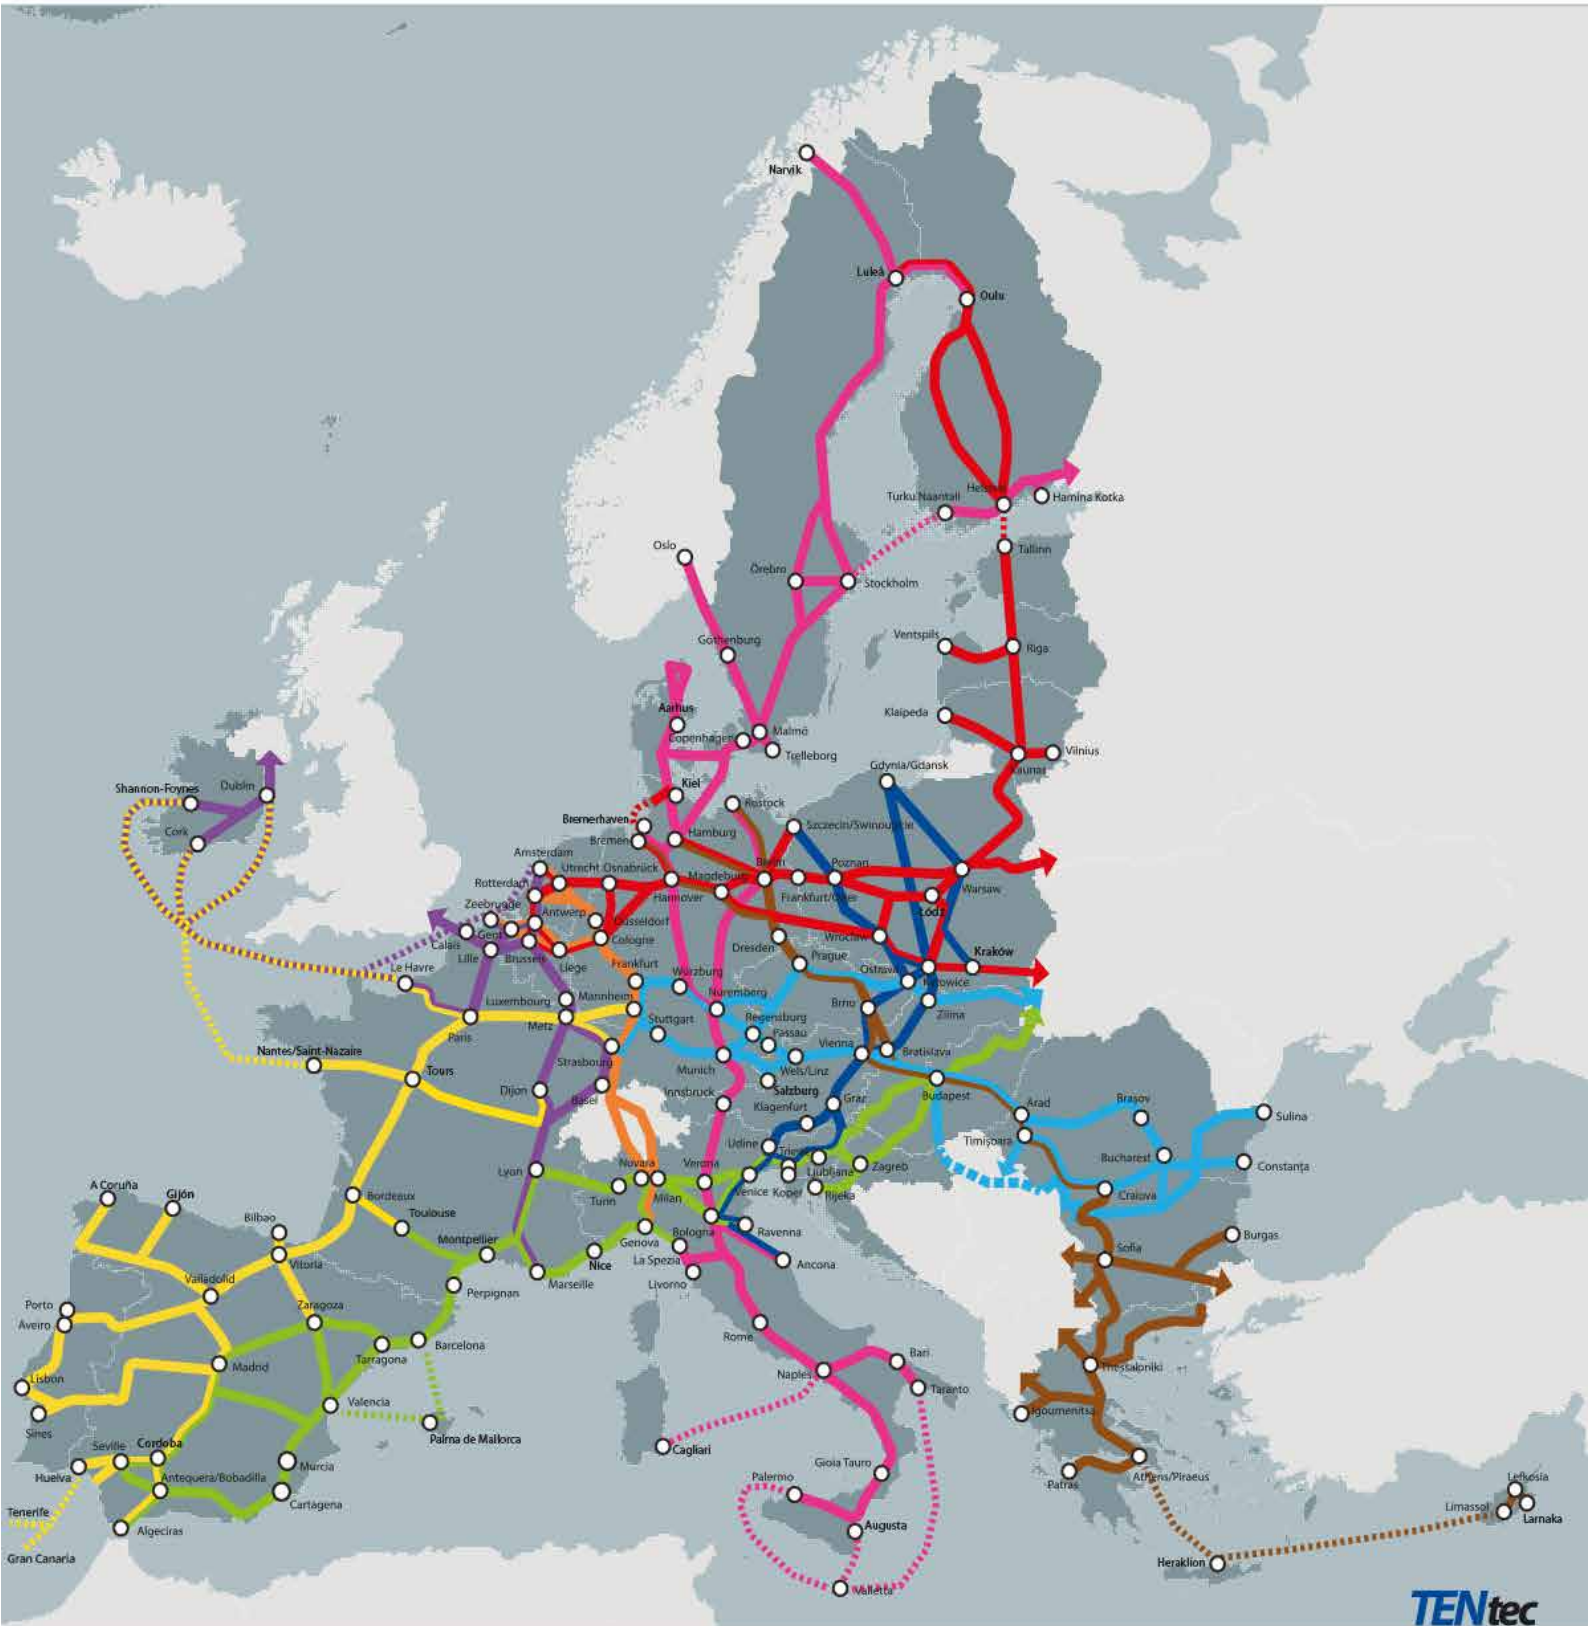 Narvik
Luleå
Oulu
Turku Naantali
Helsinki
Hamina Kotka
Oslo
Tallinn
Örebro
Stockholm
Ventspils
Riga
Göthenburg
Klaipeda
Aarhus
Copenhagen
Malmö
Trelleborg
Vilnius
Kaunas
Gdynia/Gdansk
Shannon-Foynes
Dublin
Kiel
Rostock
Cork
Bremerhaven
Bremen
Hamburg
Szczecin/Swinoujscie
Amsterdam
Utrecht
Osnabrück
Rotterdam
Hannover
Magdeburg
Berlin
Frankfurt/Oder
Poznan
Warsaw
Łódź
Zeebrugge
Gent
Antwerp
Düsseldorf
Cologne
Calais
Lille
Brussels
Liège
Dresden
Wroclaw
Kraków
Le Havre
Luxembourg
Frankfurt
Mannheim
Würzburg
Nuremberg
Prague
Ostrava
Katowice
Paris
Metz
Strasbourg
Stuttgart
Regensburg
Passau
Brno
Zilina
Nantes/Saint-Nazaire
Tours
Dijon
Basel
Munich
Wels/Linz
Salzburg
Vienna
Bratislava
Innsbruck
Klagenfurt
Graz
Budapest
Arad
Timișoara
Brașov
Sulina
Bucharest
Constanța
Craiova
Lyon
Turin
Novara
Milan
Verona
Udine
Venice
Trieste
Koper
Ljubljana
Rijeka
Zagreb
A Coruña
Gijón
Bilbao
Vitoria
Bordeaux
Toulouse
Montpellier
Marseille
Nice
Genova
La Spezia
Livorno
Bologna
Ravenna
Ancona
Sofia
Burgas
Valladolid
Zaragoza
Perpignan
Porto
Aveiro
Madrid
Tarragona
Barcelona
Rome
Lisbon
Sines
Valencia
Palma de Mallorca
Naples
Bari
Taranto
Thessaloniki
Igoumenitsa
Cagliari
Seville
Cordoba
Huelva
Antequera/Bobadilla
Murcia
Cartagena
Algeciras
Tenerife
Gran Canaria
Gioia Tauro
Palermo
Augusta
Valletta
Patras
Athens/Piraeus
Heraklion
Lefkosia
Limassol
Larnaka
TENtec